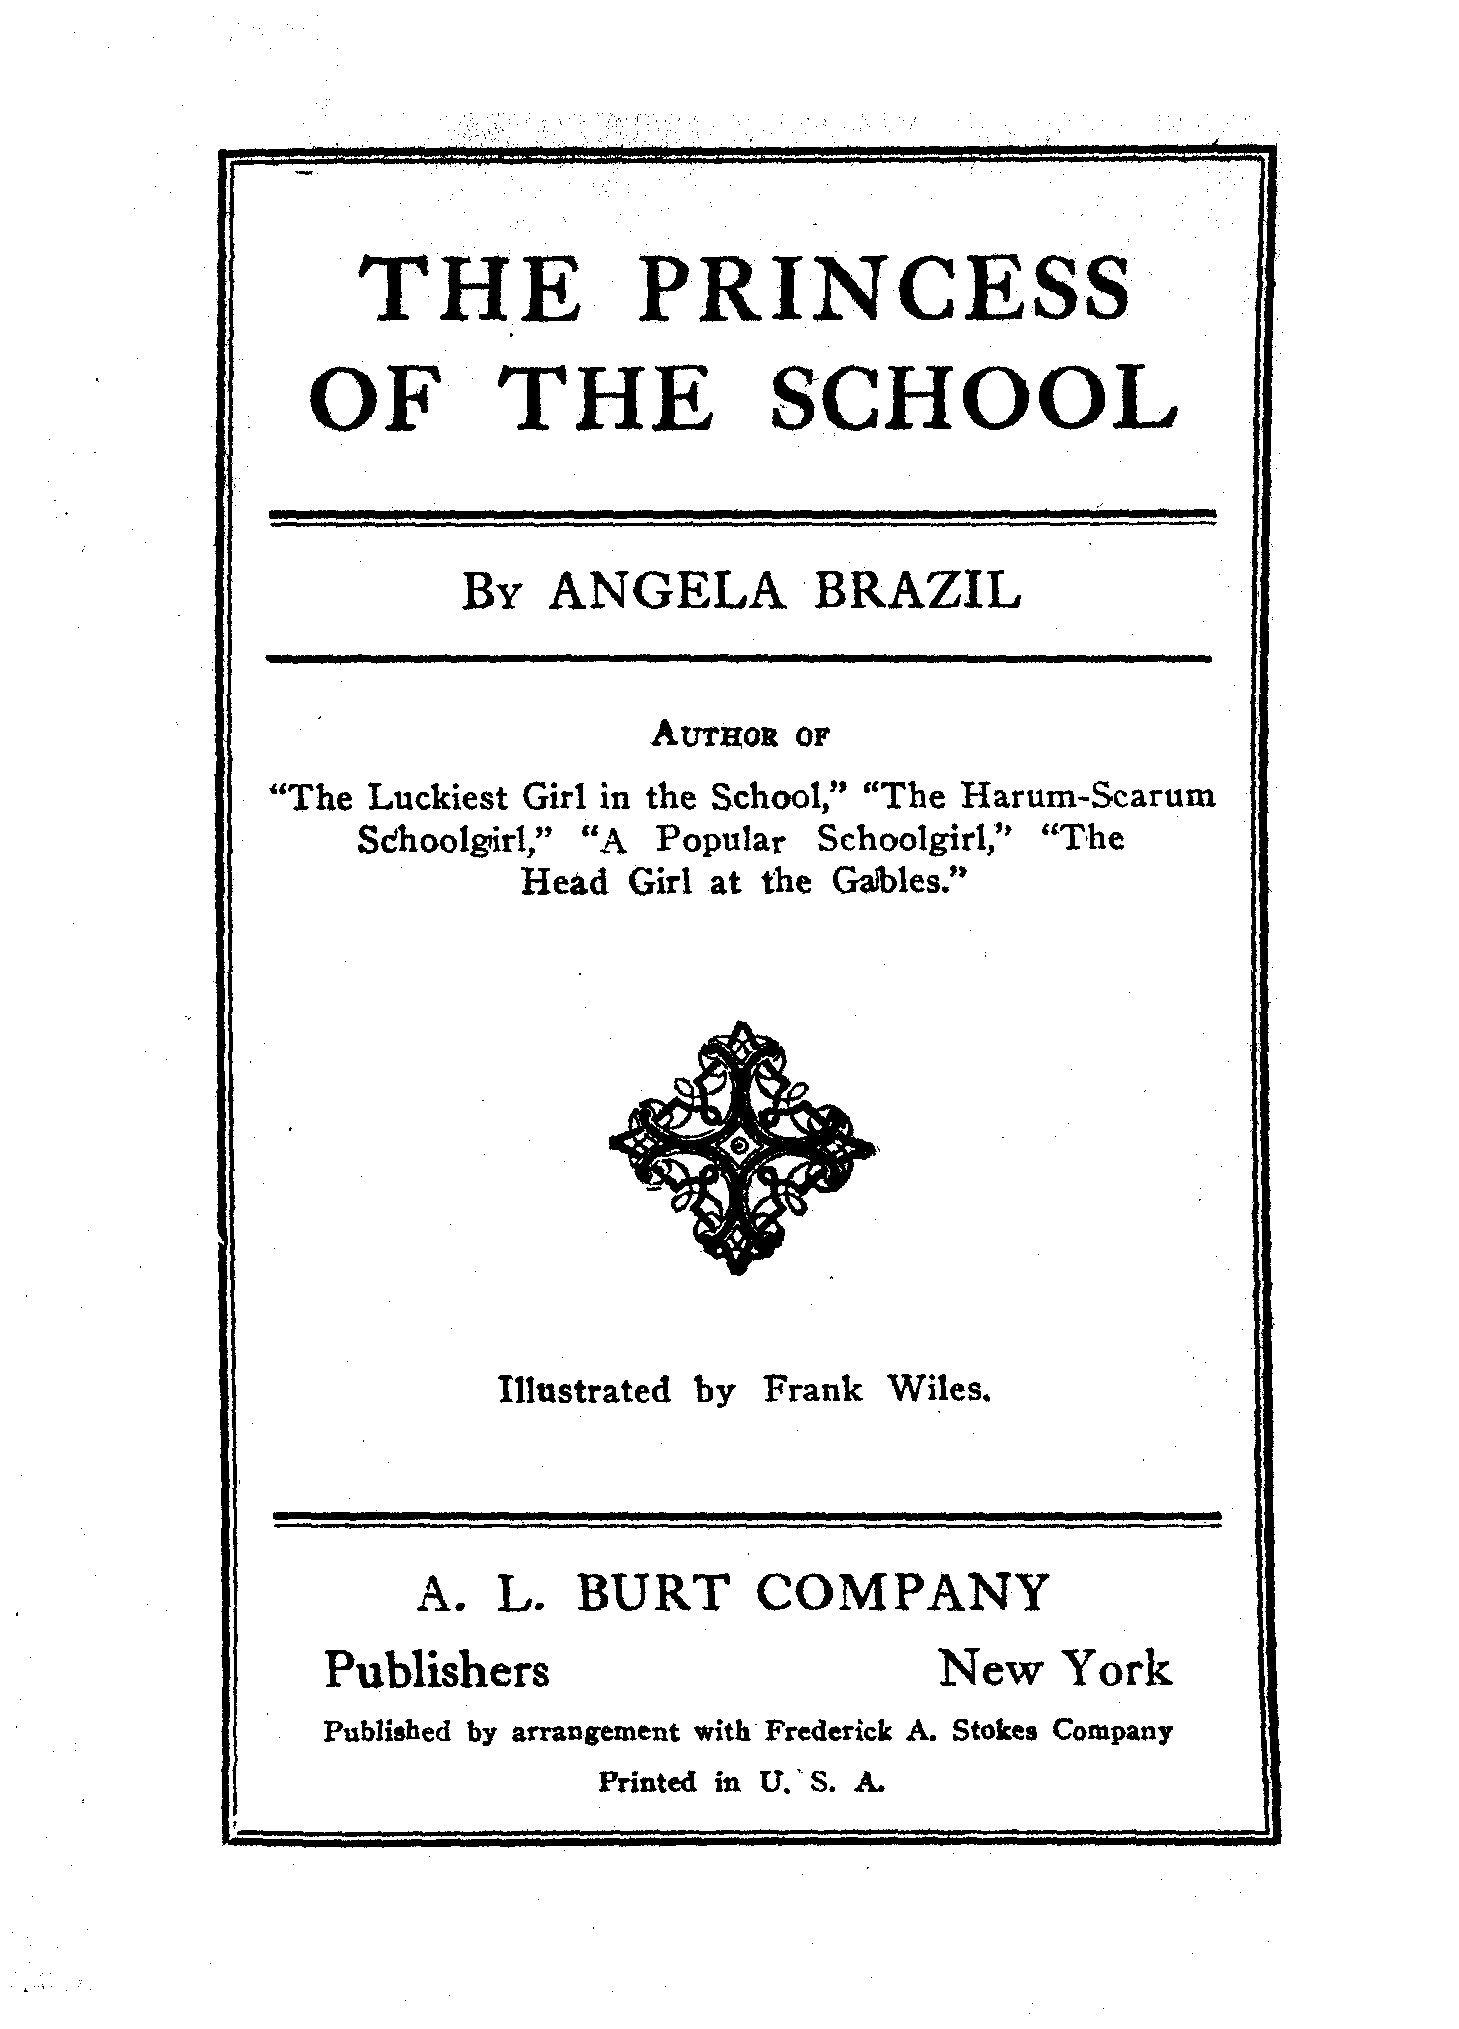 THE PRINCESS
OF THE SCHOOL
By ANGELA BRAZIL
Author of
“The Luckiest Girl in the School,” “The Harum-Scarum
Schoolgirl,” “A Popular Schoolgirl,” “The
Head Girl at the Gables.”
Illustrated by Frank Wiles.
A. L. BURT COMPANY
Publishers New York
Published by arrangement with Frederick A. Stokes Company
Printed in U. S. A.